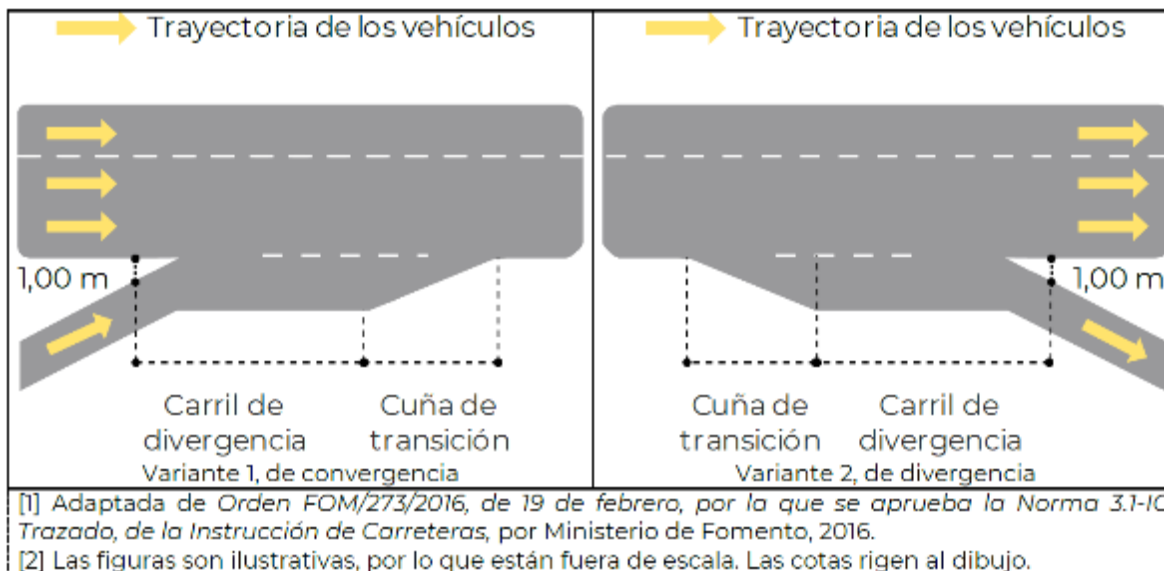 Trayectoria de los vehículos
Trayectoria de los vehículos
1,00 m
Carril de
divergencia
Cuña de
transición
Variante 1, de convergencia
1,00 m
Cuña de
transición
Carril de
divergencia
Variante 2, de divergencia
[1] Adaptada de Orden FOM/273/2016, de 19 de febrero, por la que se aprueba la Norma 3.1-IC
Trazado, de la Instrucción de Carreteras, por Ministerio de Fomento, 2016.
[2] Las figuras son ilustrativas, por lo que están fuera de escala. Las cotas rigen al dibujo.